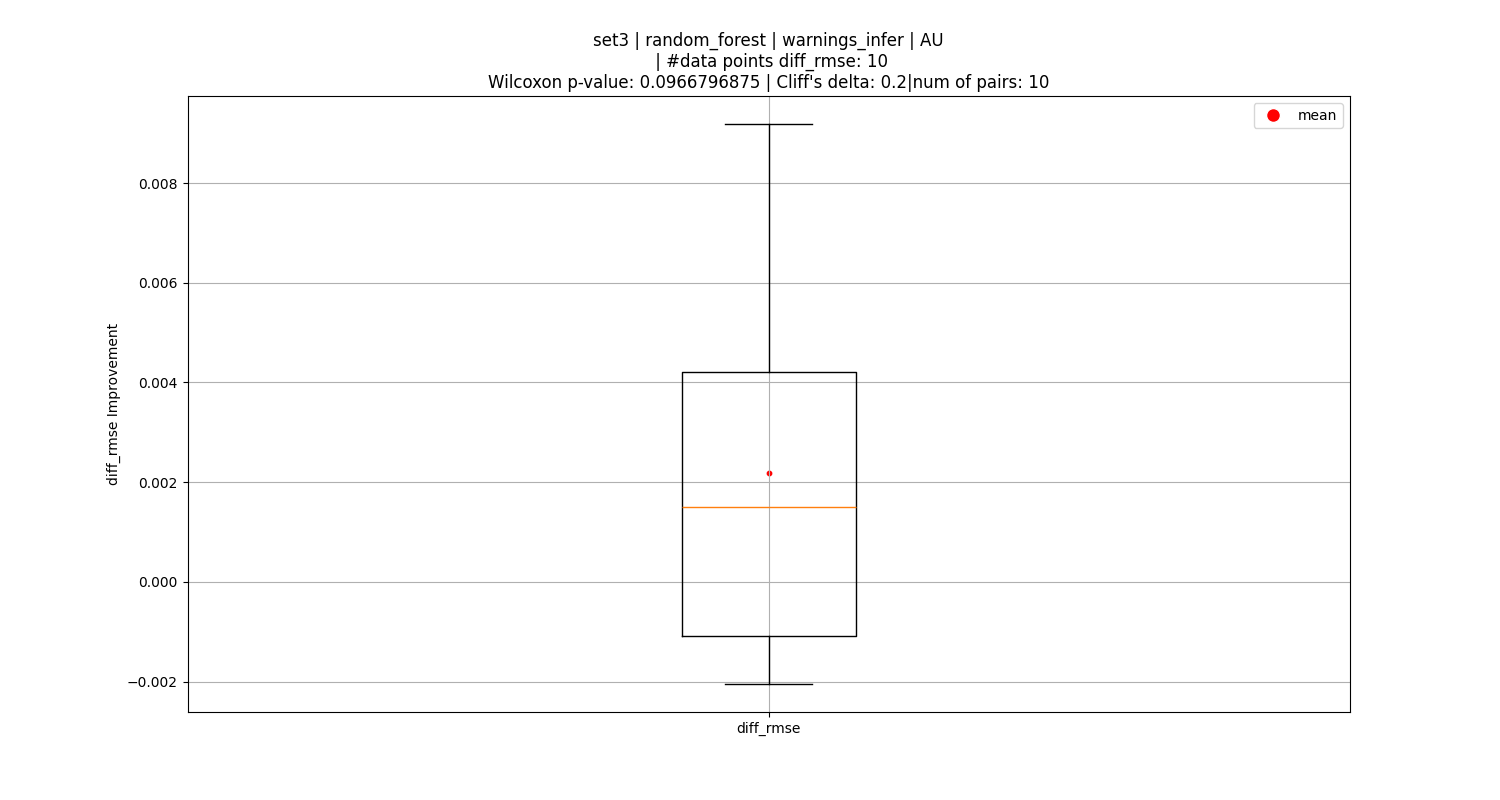 set3 | random_forest | warnings_infer | AU
| #data points diff_rmse: 10
Wilcoxon p-value: 0.0966796875 | Cliff's delta: 0.2|num of pairs: 10
mean
0.008
0.006
0.004
0.002
0.000
−0.002
diff_rmse Improvement
diff_rmse